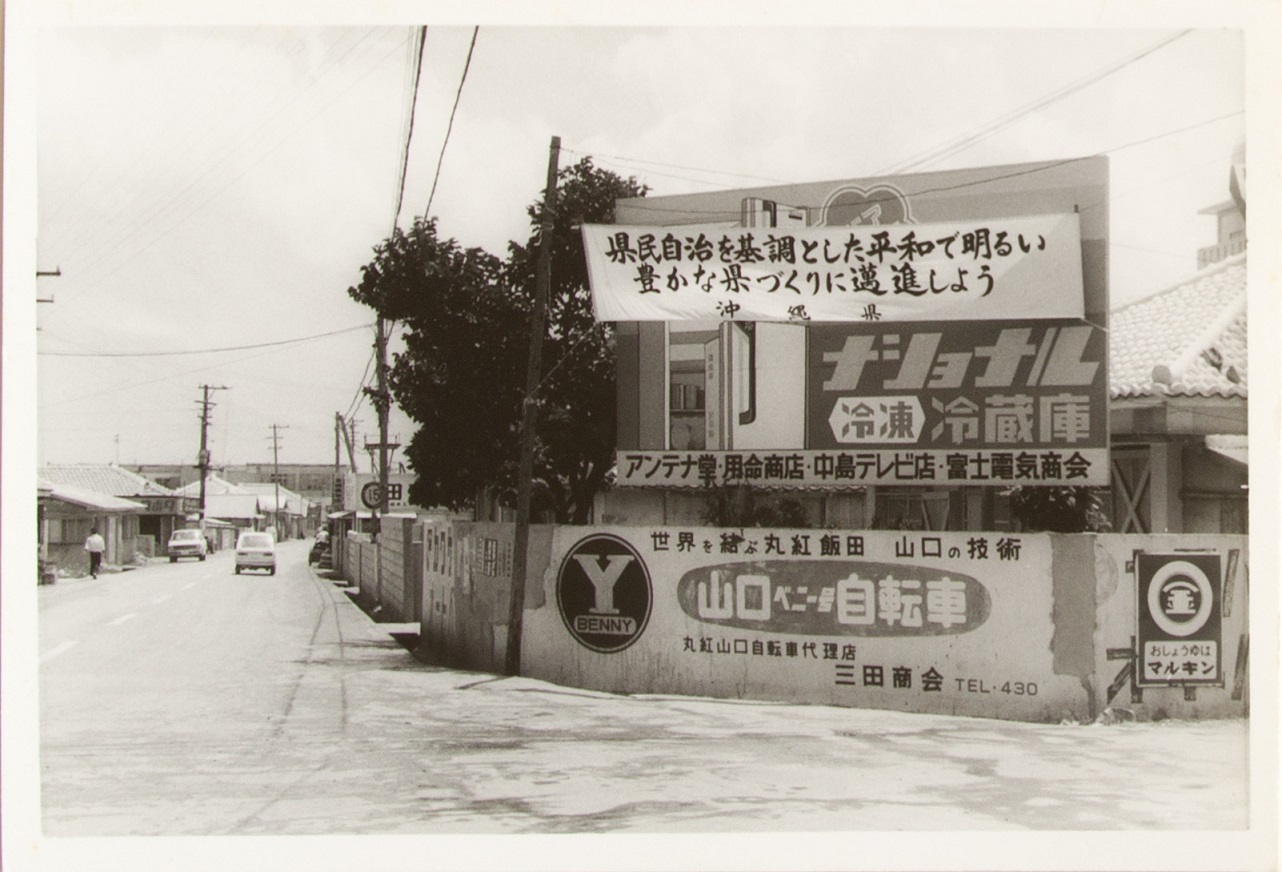 県民自治を基調とした平和で明るい
豊かな県づくりに邁進しよう
沖縄県
ナショナル
冷凍 冷蔵庫
アンテナ堂・用命商店・中島テレビ店・富士電気商会
15
田
世界を結ぶ丸紅飯田 山口の技術
Y
BENNY
山口ベニー号自転車
丸紅山口自転車代理店
三田商会 TEL・430
金
おしょうゆは
マルキン